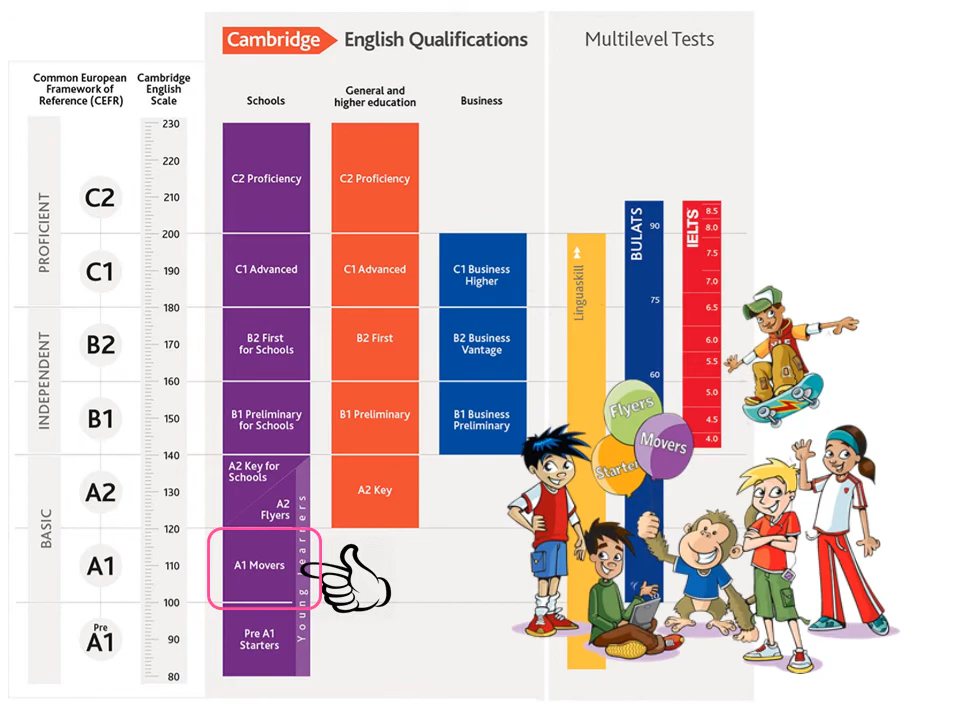 Cambridge English Qualifications
Multilevel Tests
Common European
Framework of
Reference (CEFR)
Cambridge
English
Scale
Schools
General and
higher education
Business
PROFICIENT
INDEPENDENT
BASIC
C2
C1
B2
B1
A2
A1
Pre
A1
230
220
210
200
190
180
170
160
150
140
130
120
110
100
90
80
C2 Proficiency
C1 Advanced
B2 First
for Schools
B1 Preliminary
for Schools
A2 Key for
Schools
A2
Flyers
A1 Movers
Pre A1
Starters
Young Learners
C2 Proficiency
C1 Advanced
B2 First
B1 Preliminary
A2 Key
C1 Business
Higher
B2 Business
Vantage
B1 Business
Preliminary
Linguaskill
BULATS
90
75
60
IELTS
8.5
8.0
7.5
7.0
6.5
6.0
5.5
5.0
4.5
4.0
Flyers
Movers
Starter